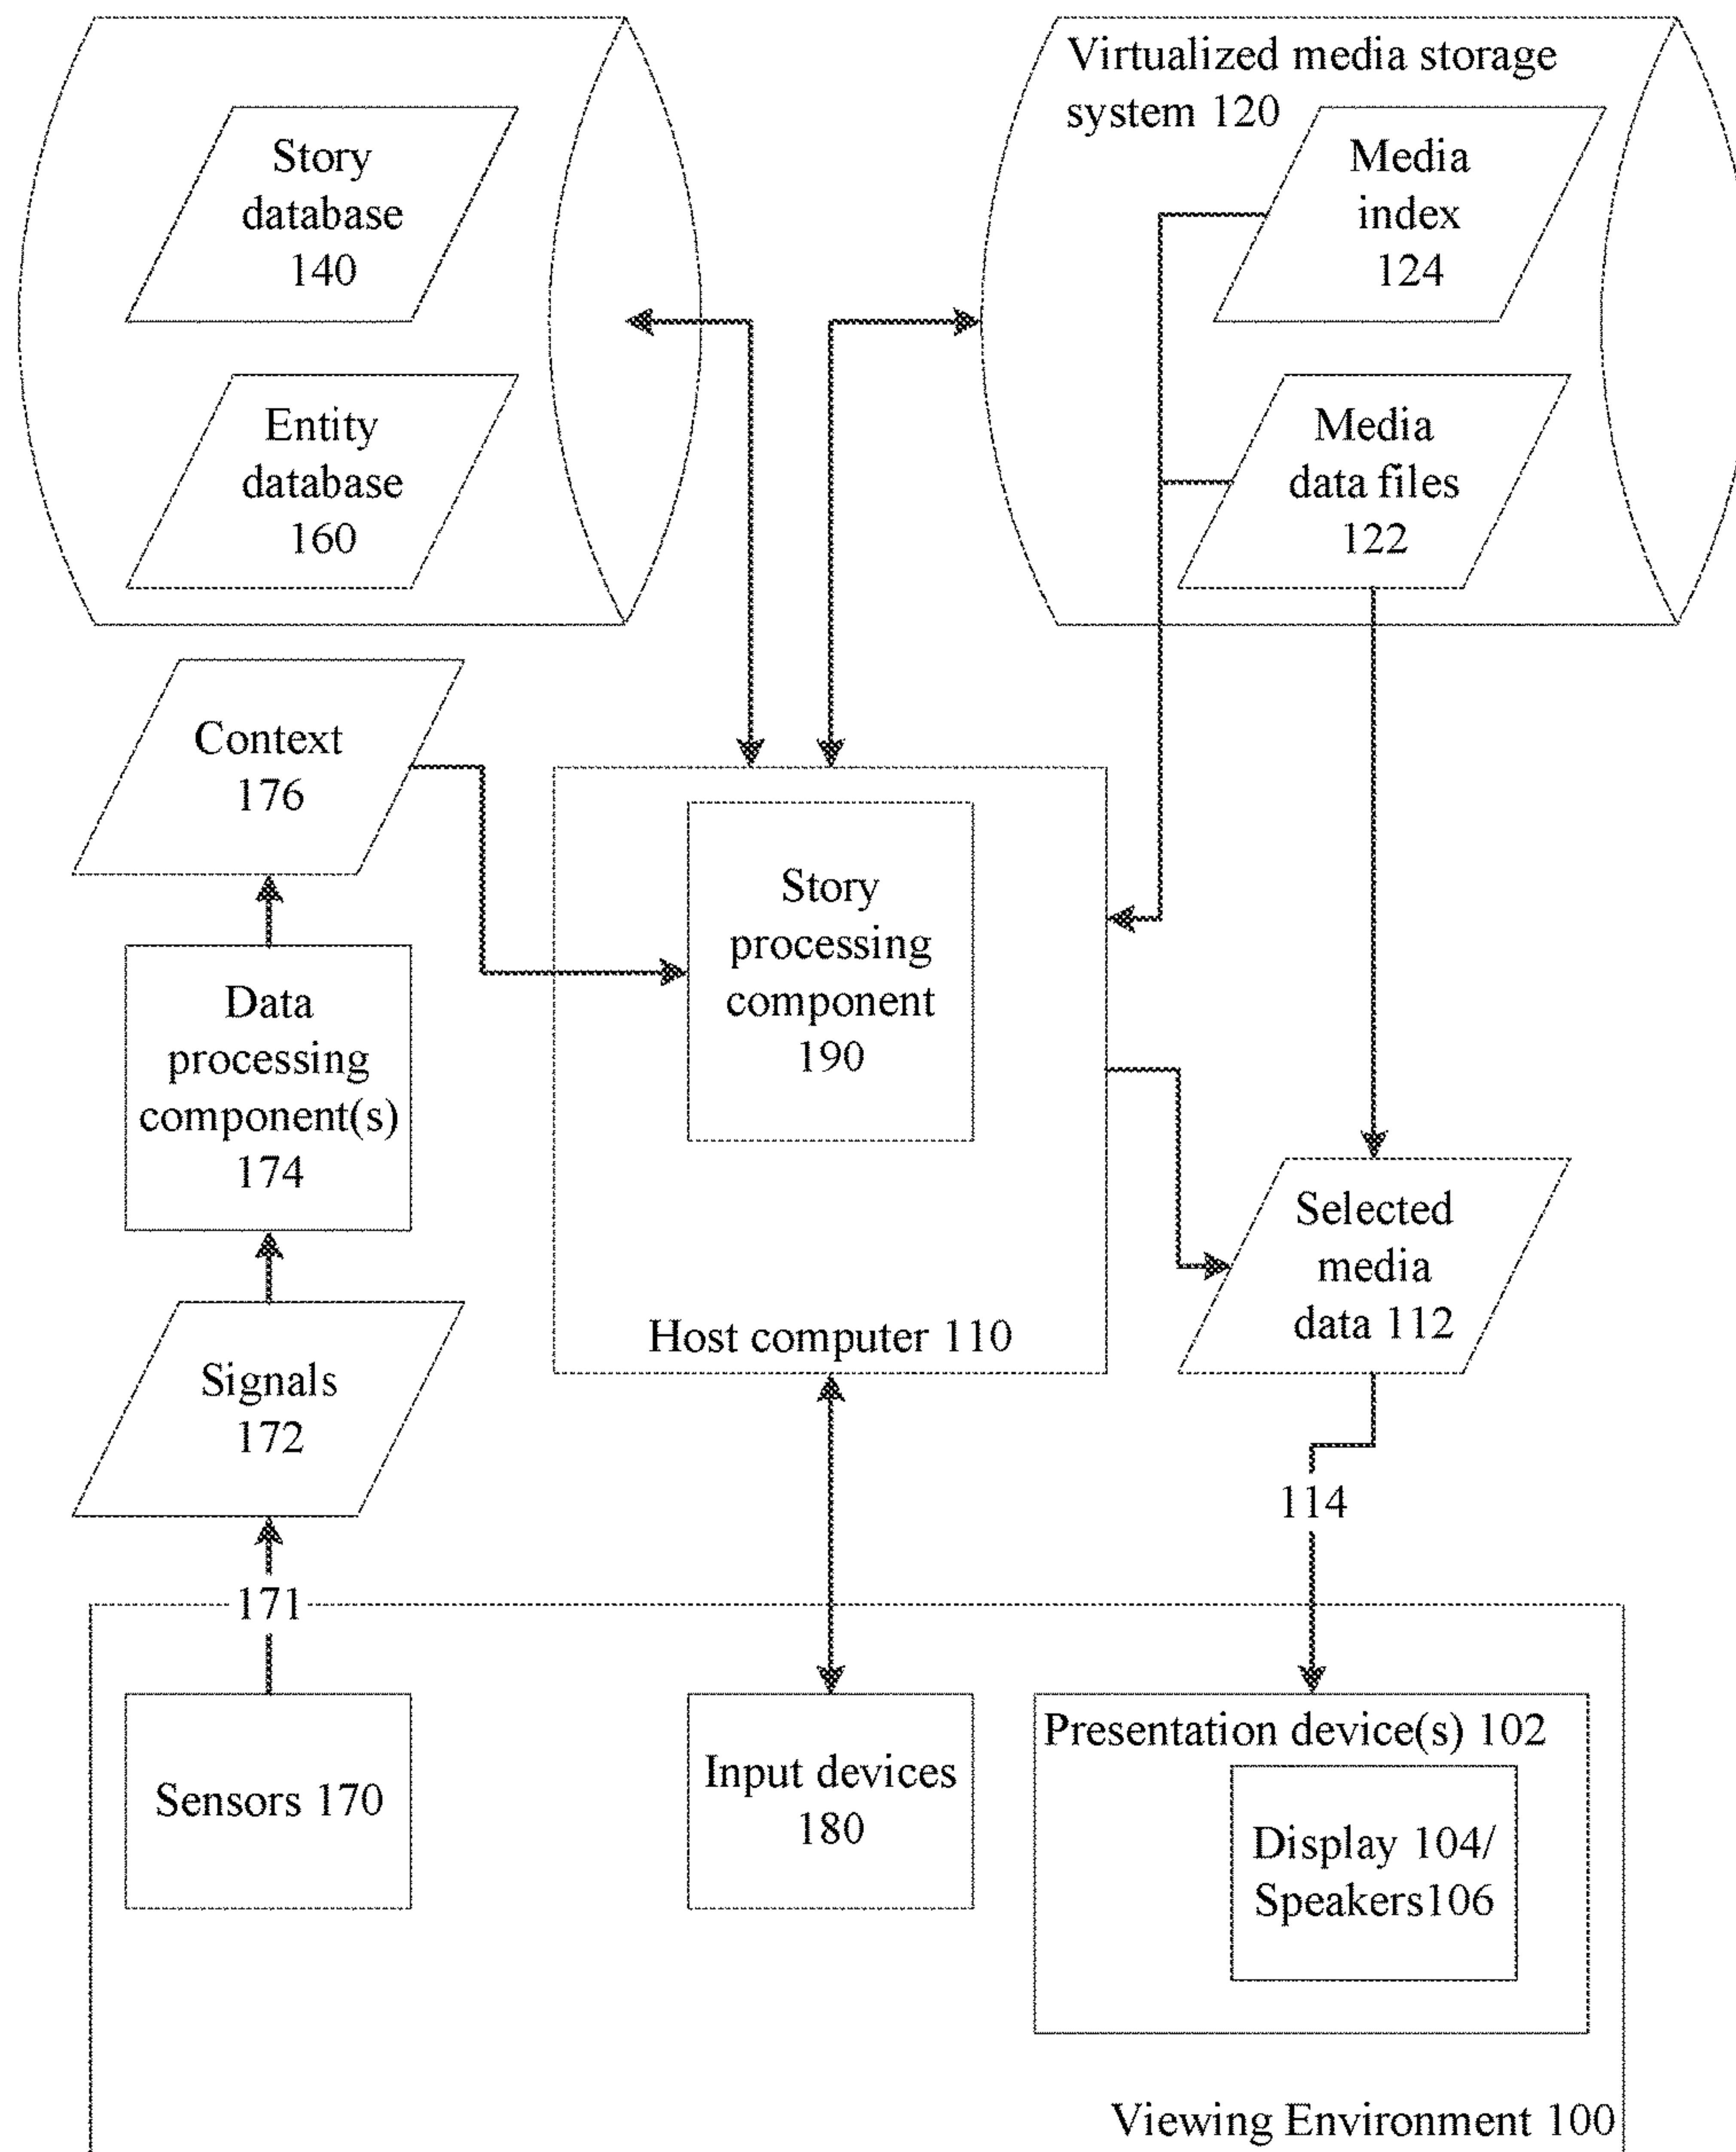 Story
database
140
Entity
database
160
Virtualized media storage
system 120
Media
index
124
Media
data files
122
Context
176
Data
processing
component(s)
174
Signals
172
171
Story
processing
component
190
Host computer 110
Selected
media
data 112
114
Sensors 170
Input devices
180
Presentation device(s) 102
Display 104/
Speakers106
Viewing Environment 100